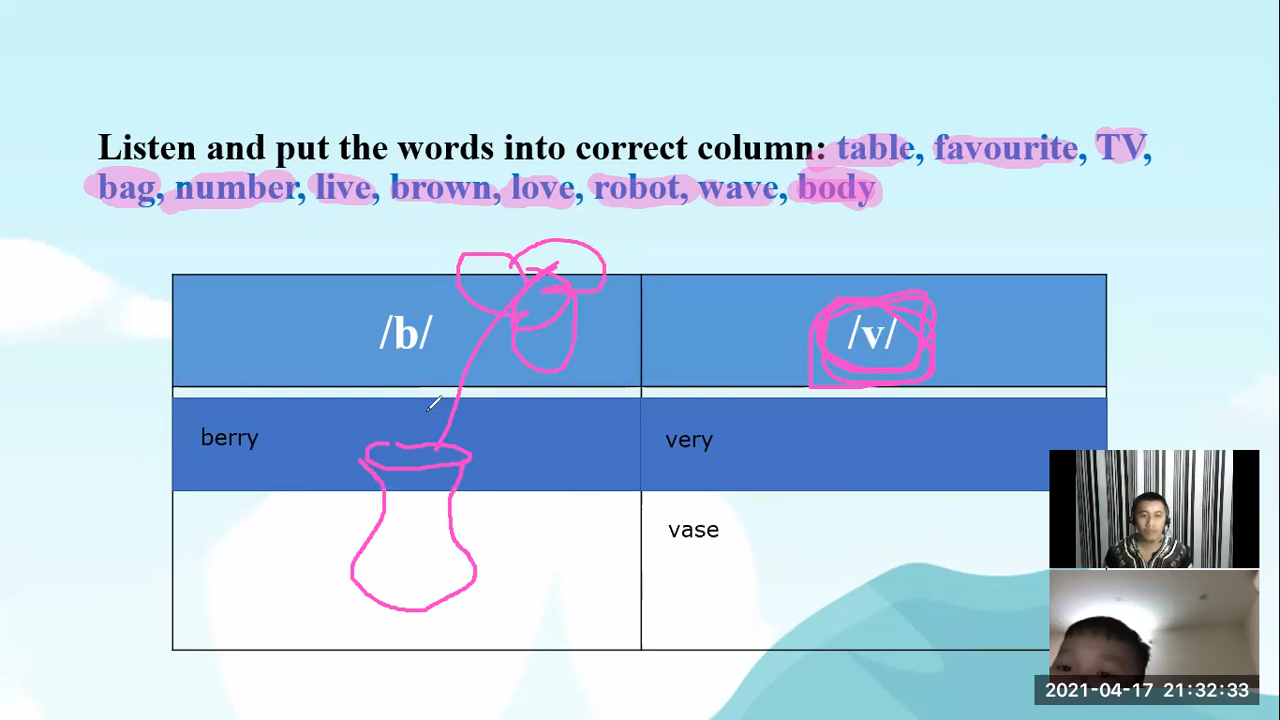 Listen and put the words into correct column: table, favourite, TV,
bag, number, live, brown, love, robot, wave, body
/b/ /v/
berry very
vase
2021-04-17 21:32:33